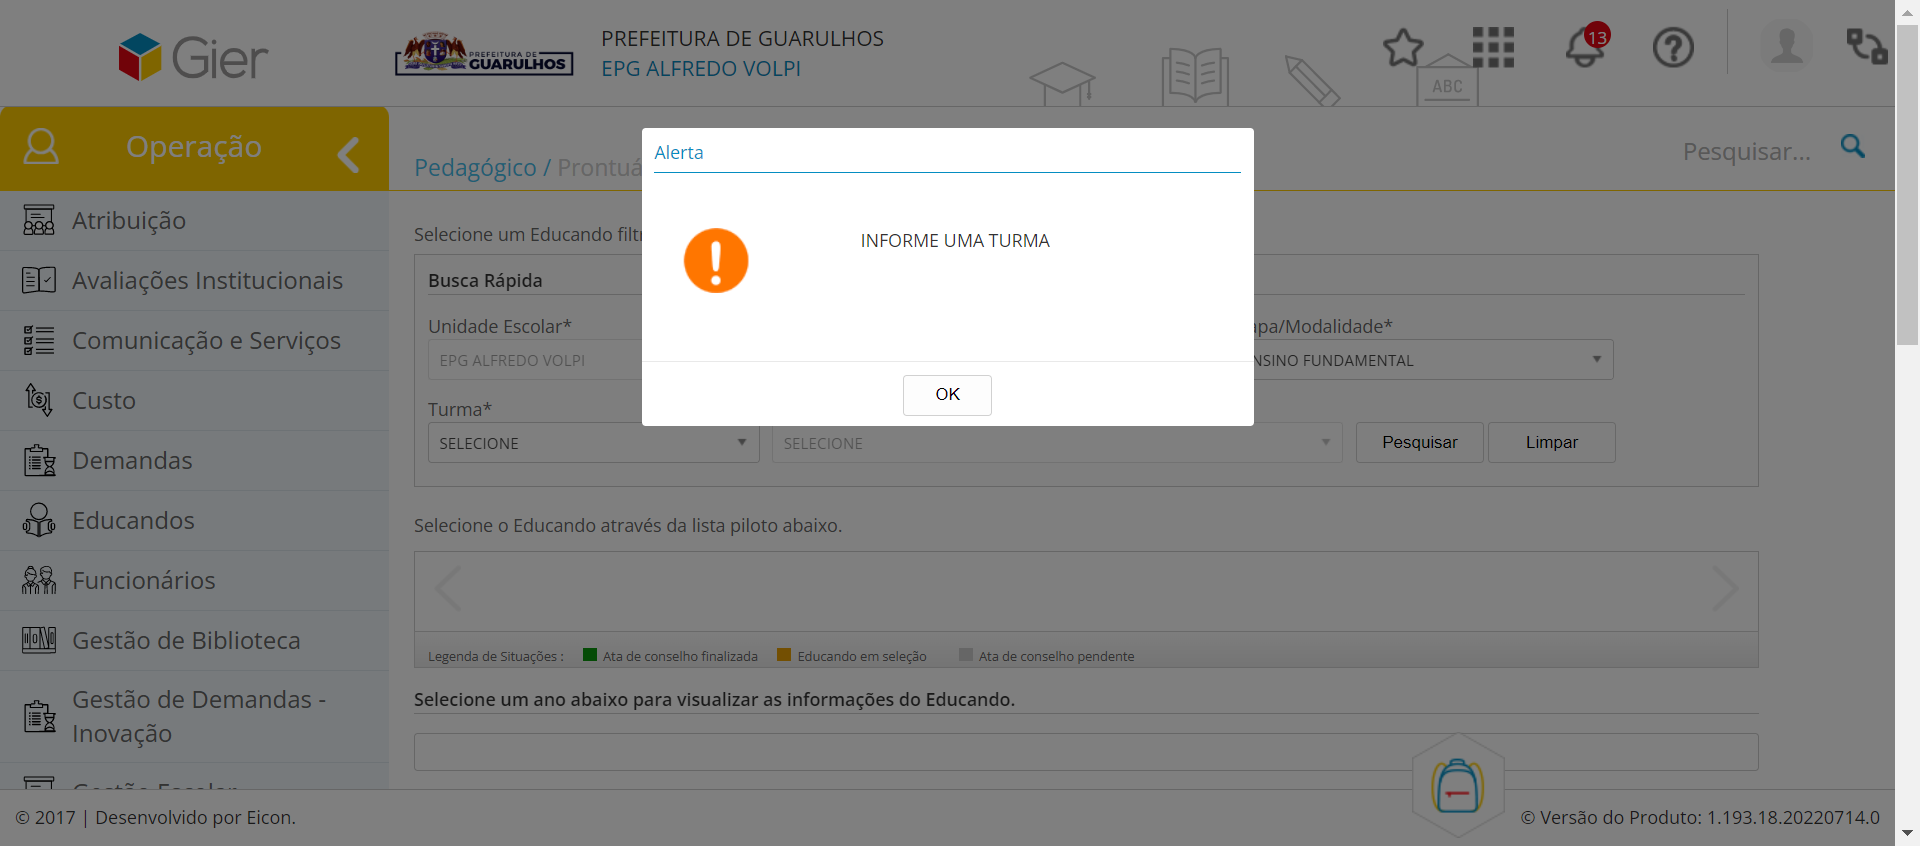 Gier
PREFEITURA DE
GUARULHOS
PREFEITURA DE GUARULHOS
EPG ALFREDO VOLPI
ABC
13
Operação
Pedagógico / Prontuá
Pesquisar...
Atribuição
Avaliações Institucionais
Comunicação e Serviços
Custo
Demandas
Educandos
Funcionários
Gestão de Biblioteca
Gestão de Demandas -
Inovação
Gestão Escolar
Alerta
INFORME UMA TURMA
OK
Selecione um Educando filtr
Busca Rápida
Unidade Escolar*
apa/Modalidade*
EPG ALFREDO VOLPI
NSINO FUNDAMENTAL
Turma*
SELECIONE
SELECIONE
Pesquisar
Limpar
Selecione o Educando através da lista piloto abaixo.
Legenda de Situações :
Ata de conselho finalizada
Educando em seleção
Ata de conselho pendente
Selecione um ano abaixo para visualizar as informações do Educando.
© 2017 | Desenvolvido por Eicon.
© Versão do Produto: 1.193.18.20220714.0